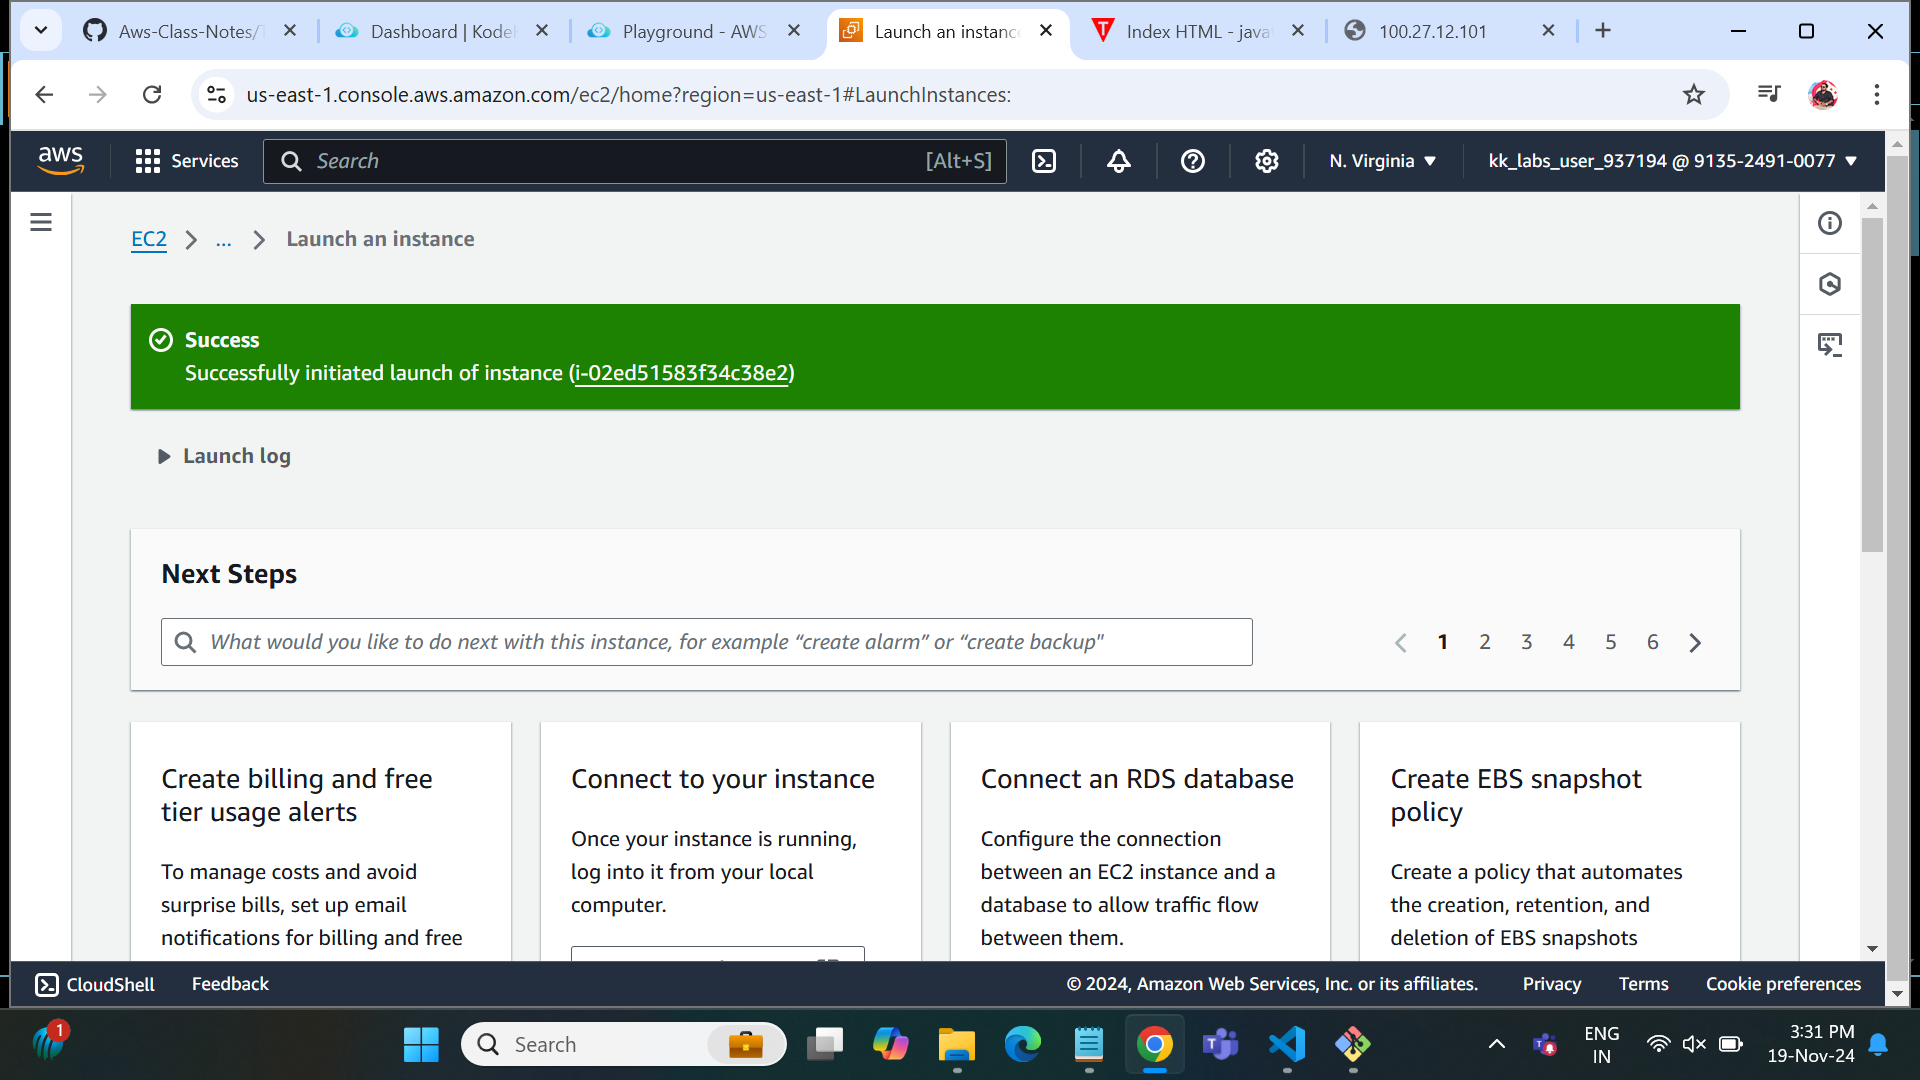 Aws-Class-Notes/
Dashboard | Kodel
Playground - AWS
Launch an instanc
Index HTML - java
100.27.12.101
us-east-1.console.aws.amazon.com/ec2/home?region=us-east-1#LaunchInstances:
aws
Services
Search
[Alt+S]
N. Virginia
kk_labs_user_937194 @ 9135-2491-0077
EC2
...
Launch an instance
Success
Successfully initiated launch of instance (i-02ed51583f34c38e2)
Launch log
Next Steps
What would you like to do next with this instance, for example “create alarm” or “create backup"
1 2 3 4 5 6
Create billing and free
tier usage alerts
To manage costs and avoid
surprise bills, set up email
notifications for billing and free
Connect to your instance
Once your instance is running,
log into it from your local
computer.
Connect an RDS database
Configure the connection
between an EC2 instance and a
database to allow traffic flow
between them.
Create EBS snapshot
policy
Create a policy that automates
the creation, retention, and
deletion of EBS snapshots
CloudShell
Feedback
© 2024, Amazon Web Services, Inc. or its affiliates.
Privacy
Terms
Cookie preferences
1
Search
ENG
IN
3:31 PM
19-Nov-24